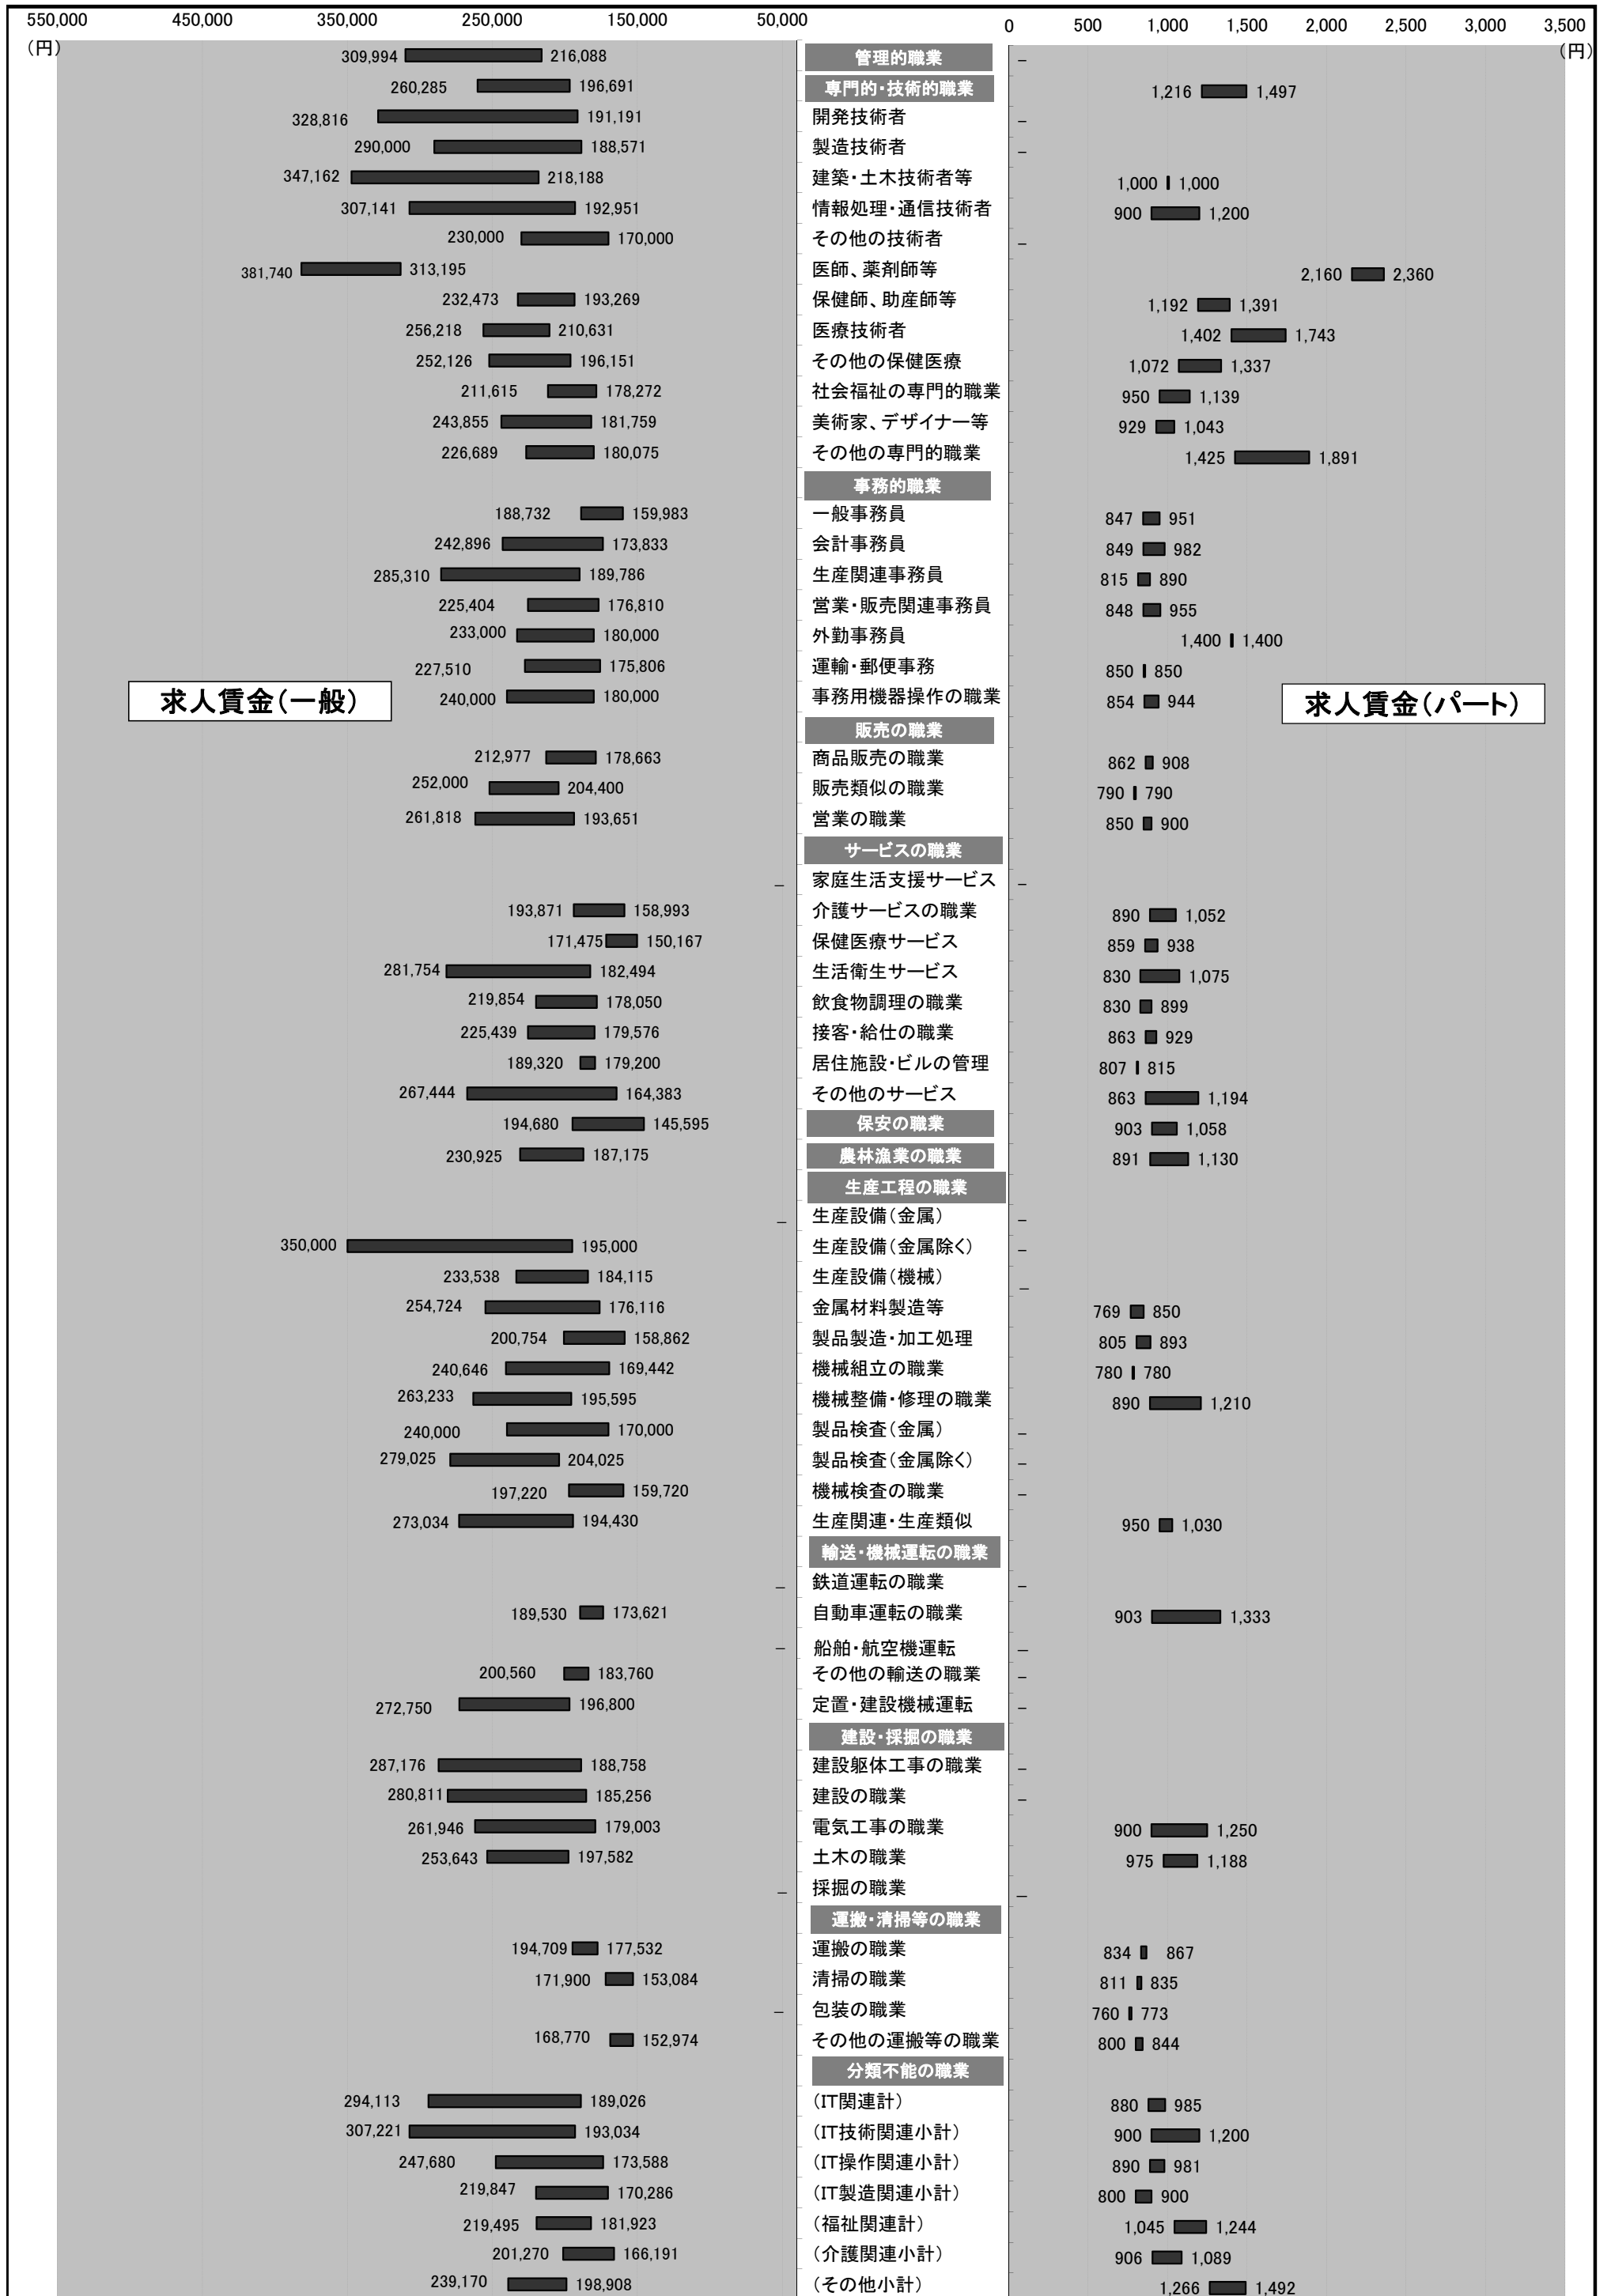 550,000 450,000 350,000 250,000 150,000 50,000 0 500 1,000 1,500 2,000 2,500 3,000 3,500
（円） （円）
309,994 216,088 管理的職業 –
260,285 196,691 専門的・技術的職業 1,216 1,497
328,816 191,191 開発技術者 –
290,000 188,571 製造技術者 –
347,162 218,188 建築・土木技術者等 1,000 1,000
307,141 192,951 情報処理・通信技術者 900 1,200
230,000 170,000 その他の技術者 –
381,740 313,195 医師、薬剤師等 2,160 2,360
232,473 193,269 保健師、助産師等 1,192 1,391
256,218 210,631 医療技術者 1,402 1,743
252,126 196,151 その他の保健医療 1,072 1,337
211,615 178,272 社会福祉の専門的職業 950 1,139
243,855 181,759 美術家、デザイナー等 929 1,043
226,689 180,075 その他の専門的職業 1,425 1,891
事務的職業
188,732 159,983 一般事務員 847 951
242,896 173,833 会計事務員 849 982
285,310 189,786 生産関連事務員 815 890
225,404 176,810 営業・販売関連事務員 848 955
233,000 180,000 外勤事務員 1,400 1,400
227,510 175,806 運輸・郵便事務 850 850
240,000 180,000 事務用機器操作の職業 854 944
求人賃金（一般） 求人賃金（パート）
販売の職業
212,977 178,663 商品販売の職業 862 908
252,000 204,400 販売類似の職業 790 790
261,818 193,651 営業の職業 850 900
サービスの職業
– 家庭生活支援サービス –
193,871 158,993 介護サービスの職業 890 1,052
171,475 150,167 保健医療サービス 859 938
281,754 182,494 生活衛生サービス 830 1,075
219,854 178,050 飲食物調理の職業 830 899
225,439 179,576 接客・給仕の職業 863 929
189,320 179,200 居住施設・ビルの管理 807 815
267,444 164,383 その他のサービス 863 1,194
194,680 145,595 保安の職業 903 1,058
230,925 187,175 農林漁業の職業 891 1,130
生産工程の職業
– 生産設備（金属） –
350,000 195,000 生産設備（金属除く） –
233,538 184,115 生産設備（機械） –
254,724 176,116 金属材料製造等 769 850
200,754 158,862 製品製造・加工処理 805 893
240,646 169,442 機械組立の職業 780 780
263,233 195,595 機械整備・修理の職業 890 1,210
240,000 170,000 製品検査（金属） –
279,025 204,025 製品検査（金属除く） –
197,220 159,720 機械検査の職業 –
273,034 194,430 生産関連・生産類似 950 1,030
輸送・機械運転の職業
– 鉄道運転の職業 –
189,530 173,621 自動車運転の職業 903 1,333
– 船舶・航空機運転 –
200,560 183,760 その他の輸送の職業 –
272,750 196,800 定置・建設機械運転 –
建設・採掘の職業
287,176 188,758 建設躯体工事の職業 –
280,811 185,256 建設の職業 –
261,946 179,003 電気工事の職業 900 1,250
253,643 197,582 土木の職業 975 1,188
– 採掘の職業 –
運搬・清掃等の職業
194,709 177,532 運搬の職業 834 867
171,900 153,084 清掃の職業 811 835
– 包装の職業 760 773
168,770 152,974 その他の運搬等の職業 800 844
分類不能の職業
294,113 189,026 （IT関連計） 880 985
307,221 193,034 （IT技術関連小計） 900 1,200
247,680 173,588 （IT操作関連小計） 890 981
219,847 170,286 （IT製造関連小計） 800 900
219,495 181,923 （福祉関連計） 1,045 1,244
201,270 166,191 （介護関連小計） 906 1,089
239,170 198,908 （その他小計） 1,266 1,492